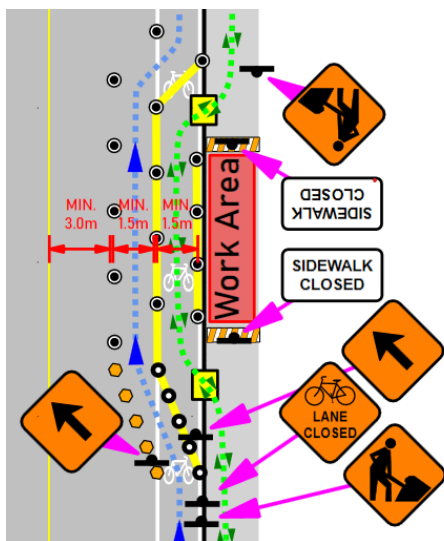 SIDEWALK
CLOSED
MIN.
3.0m
MIN.
1.5m
MIN.
1.5m
Work Area
SIDEWALK
CLOSED
LANE
CLOSED